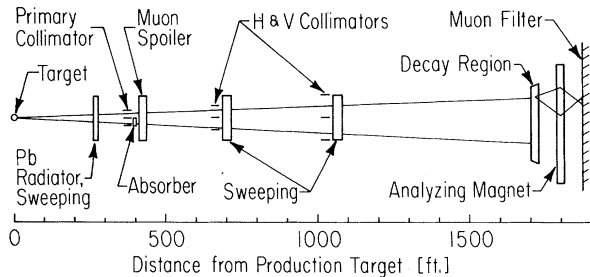 Primary
Collimator
Muon
Spoiler
H & V Collimators
Muon Filter
Target
Decay Region
Pb
Radiator,
Sweeping
Absorber
Sweeping
Analyzing Magnet
0 500 1000 1500
Distance from Production Target [ft.]